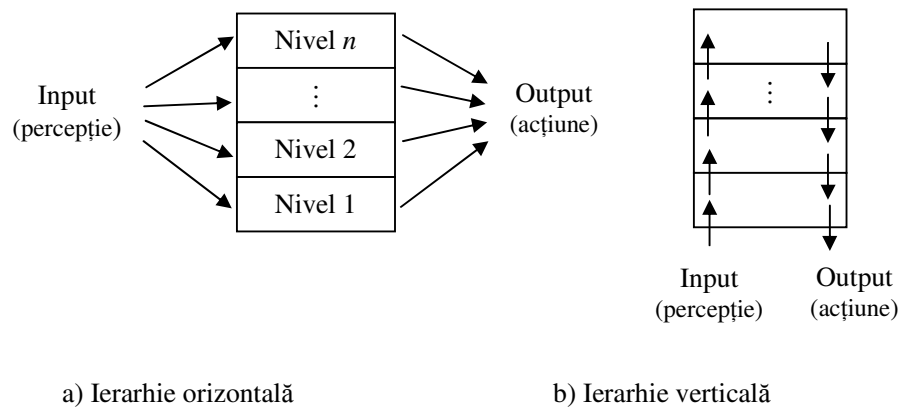 Nivel n
⋮
Nivel 2
Nivel 1
Input
(percepție)
Output
(acțiune)
⋮
Input
(percepție)
Output
(acțiune)
a) Ierarhie orizontală
b) Ierarhie verticală